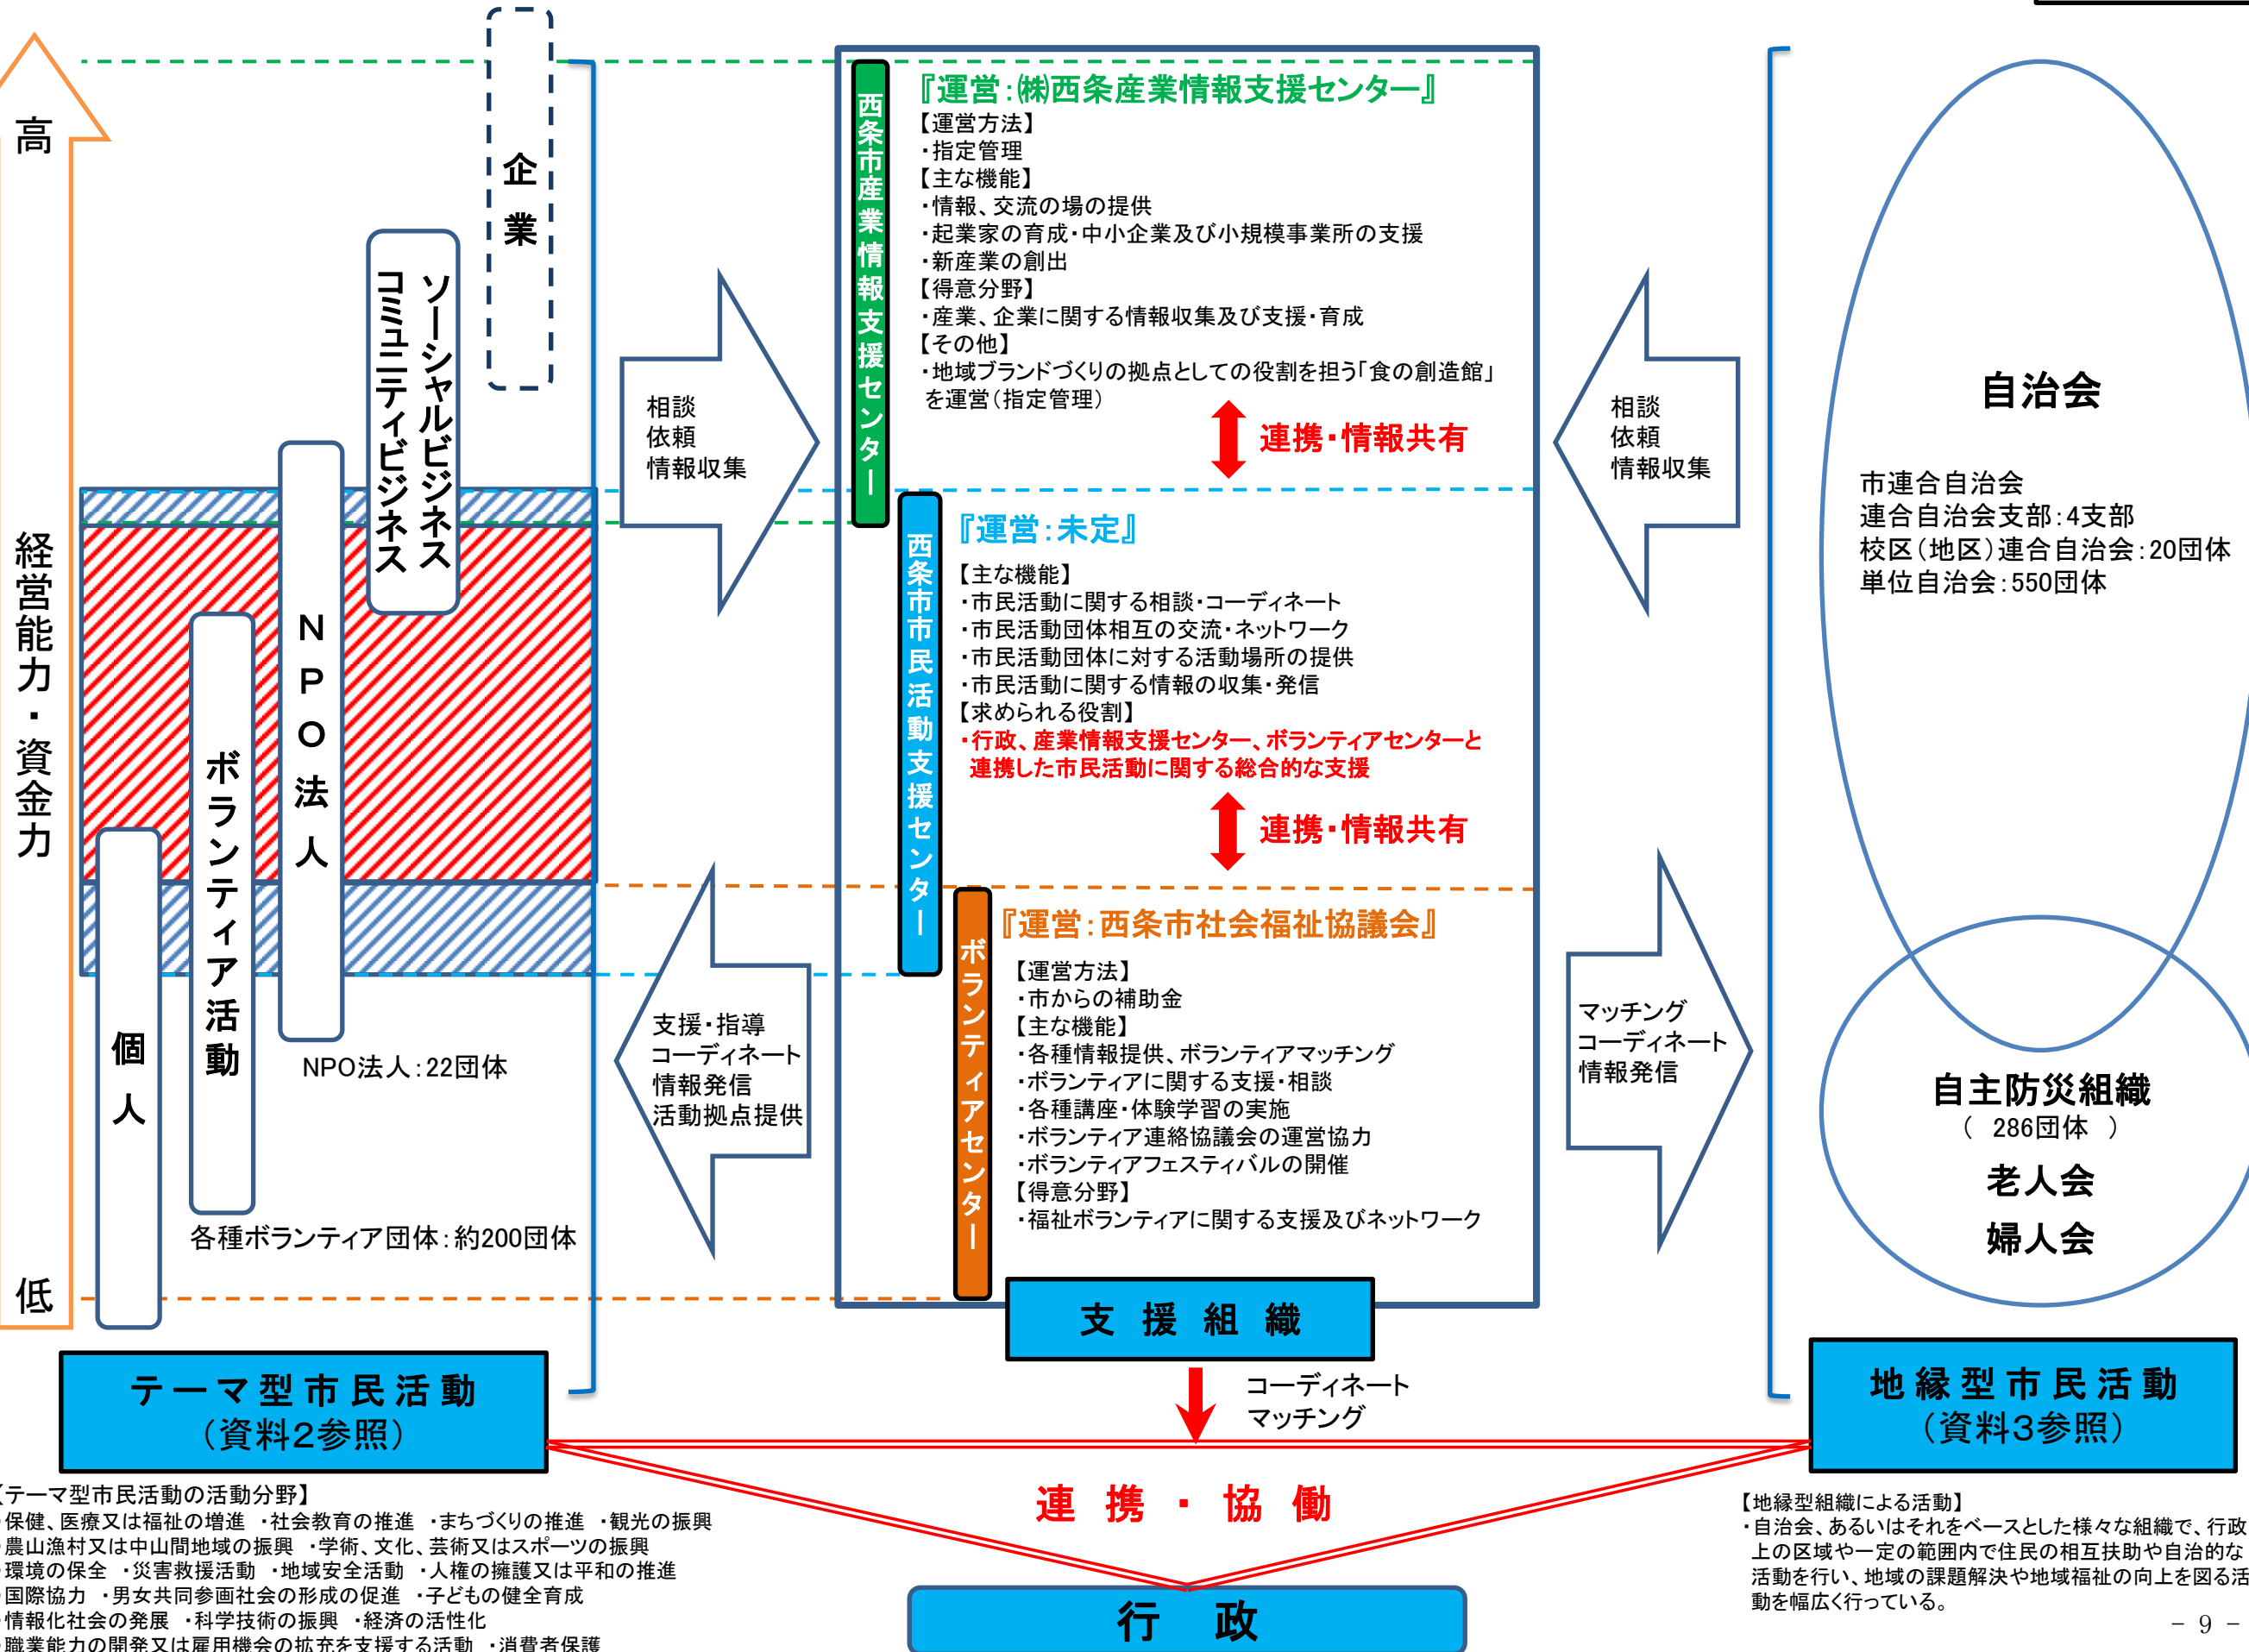 高
経営能力・資金力
低
企業
ソーシャルビジネス
コミュニティビジネス
NPO法人
ボランティア活動
個人
NPO法人:22団体
各種ボランティア団体:約200団体
テーマ型市民活動
(資料2参照)
【テーマ型市民活動の活動分野】
・保健、医療又は福祉の増進 ・社会教育の推進 ・まちづくりの推進 ・観光の振興
・農山漁村又は中山間地域の振興 ・学術、文化、芸術又はスポーツの振興
・環境の保全 ・災害救援活動 ・地域安全活動 ・人権の擁護又は平和の推進
・国際協力 ・男女共同参画社会の形成の促進 ・子どもの健全育成
・情報化社会の発展 ・科学技術の振興 ・経済の活性化
・職業能力の開発又は雇用機会の拡充を支援する活動 ・消費者保護
相談
依頼
情報収集
支援・指導
コーディネート
情報発信
活動拠点提供
西条市産業情報支援センター
『運営:㈱西条産業情報支援センター』
【運営方法】
・指定管理
【主な機能】
・情報、交流の場の提供
・起業家の育成・中小企業及び小規模事業所の支援
・新産業の創出
【得意分野】
・産業、企業に関する情報収集及び支援・育成
【その他】
・地域ブランドづくりの拠点としての役割を担う「食の創造館」
を運営(指定管理)
連携・情報共有
西条市市民活動支援センター
『運営:未定』
【主な機能】
・市民活動に関する相談・コーディネート
・市民活動団体相互の交流・ネットワーク
・市民活動団体に対する活動場所の提供
・市民活動に関する情報の収集・発信
【求められる役割】
・行政、産業情報支援センター、ボランティアセンターと
連携した市民活動に関する総合的な支援
連携・情報共有
ボランティアセンター
『運営:西条市社会福祉協議会』
【運営方法】
・市からの補助金
【主な機能】
・各種情報提供、ボランティアマッチング
・ボランティアに関する支援・相談
・各種講座・体験学習の実施
・ボランティア連絡協議会の運営協力
・ボランティアフェスティバルの開催
【得意分野】
・福祉ボランティアに関する支援及びネットワーク
支援組織
コーディネート
マッチング
連携・協働
行政
相談
依頼
情報収集
マッチング
コーディネート
情報発信
自治会
市連合自治会
連合自治会支部:4支部
校区(地区)連合自治会:20団体
単位自治会:550団体
自主防災組織
( 286団体 )
老人会
婦人会
地縁型市民活動
(資料3参照)
【地縁型組織による活動】
・自治会、あるいはそれをベースとした様々な組織で、行政
上の区域や一定の範囲内で住民の相互扶助や自治的な
活動を行い、地域の課題解決や地域福祉の向上を図る活
動を幅広く行っている。
- 9 -